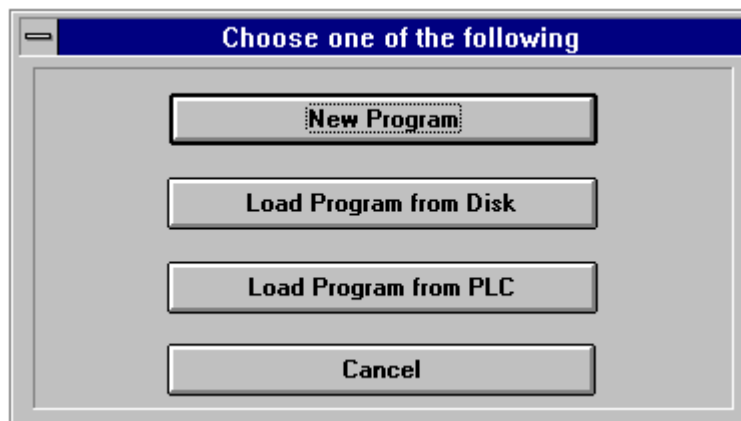 Choose one of the following
New Program
Load Program from Disk
Load Program from PLC
Cancel